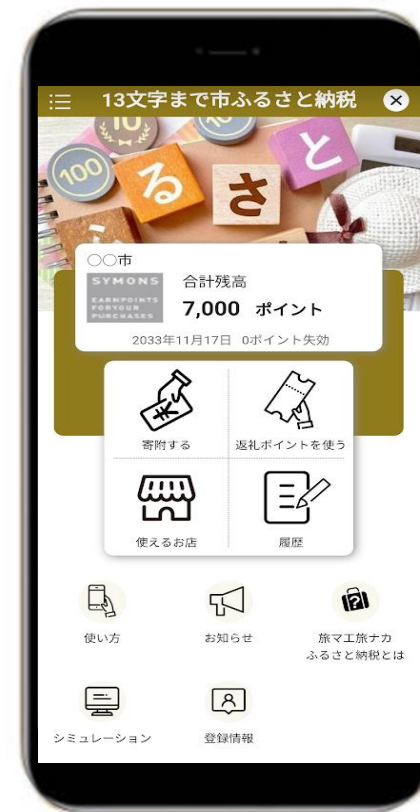 13文字まで市ふるさと納税
10
100
るさと
〇〇市
SYMONS
EARNPOINTS
FORYOUR
PURCHASES
合計残高
7,000 ポイント
2033年11月17日 0ポイント失効
寄附する
返礼ポイントを使う
使えるお店
履歴
使い方
お知らせ
旅マエ旅ナカ
ふるさと納税とは
シミュレーション
登録情報